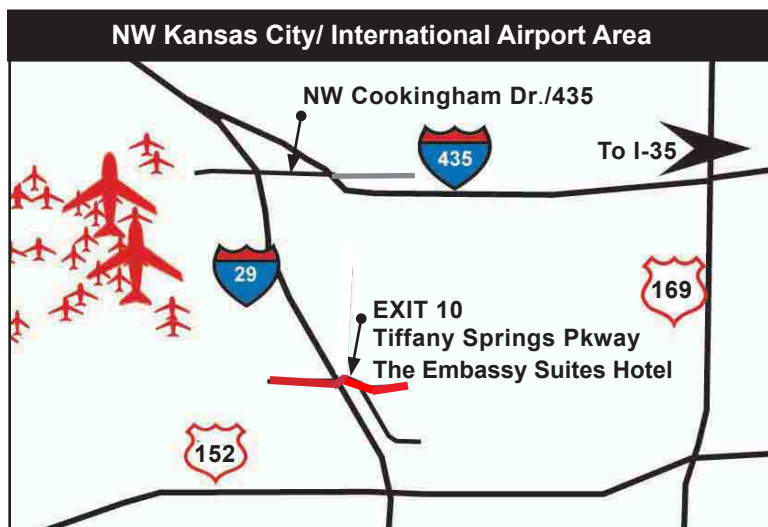 NW Kansas City/ International Airport Area
NW Cookingham Dr./435
435
To I-35
29
169
EXIT 10
Tiffany Springs Pkway
The Embassy Suites Hotel
152